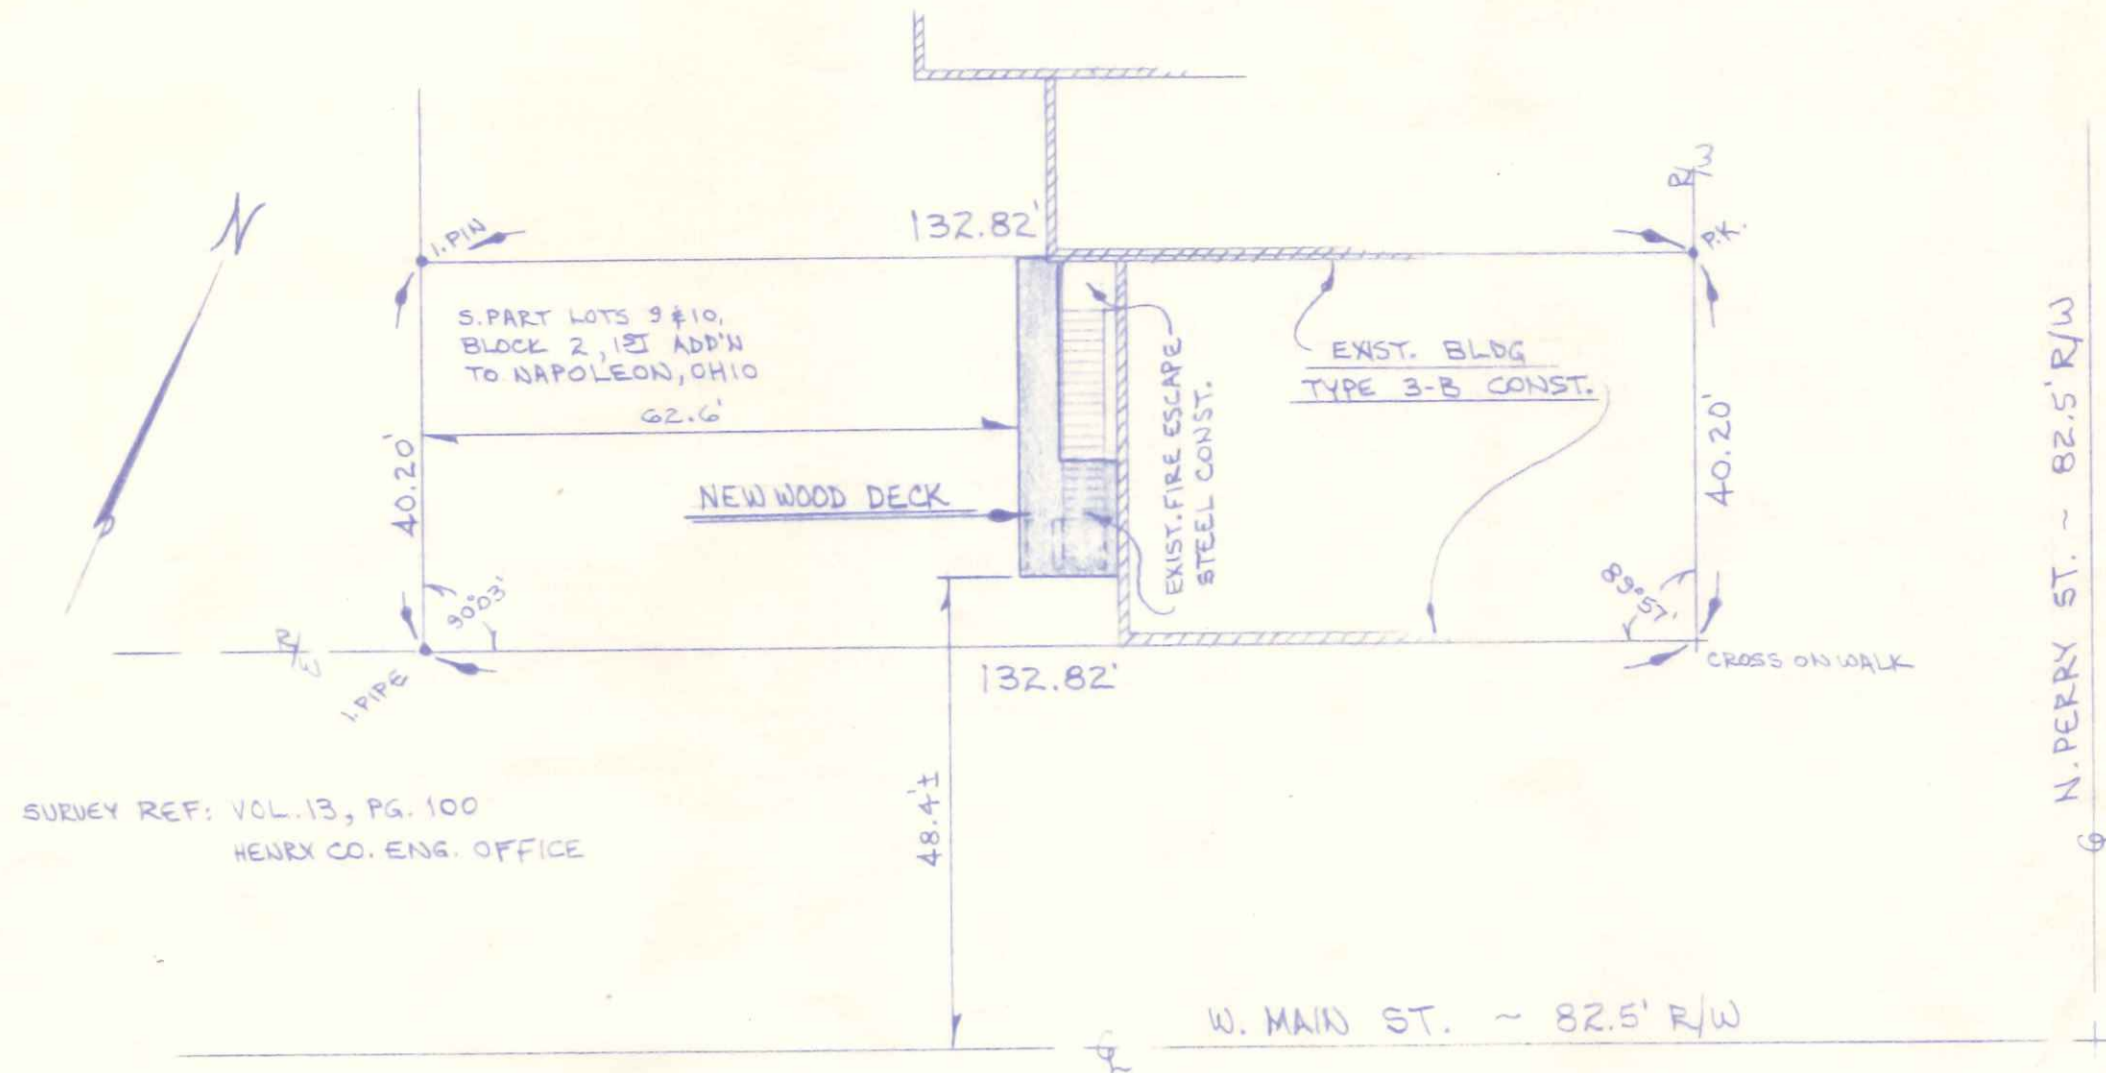 N
132.82'
R/W
I. PIN
P.K.
S. PART LOTS 9 & 10,
BLOCK 2, 1ST ADD'N
TO NAPOLEON, OHIO
62.6'
40.20'
NEW WOOD DECK
EXIST. FIRE ESCAPE
STEEL CONST.
EXIST. BLDG
TYPE 3-B CONST.
40.20'
N. PERRY ST. ~ 82.5' R/W
90°03'
89°57'
R/W
I. PIPE
132.82'
CROSS ON WALK
SURVEY REF: VOL. 13, PG. 100
HENRY CO. ENG. OFFICE
48.4'±
W. MAIN ST. ~ 82.5' R/W